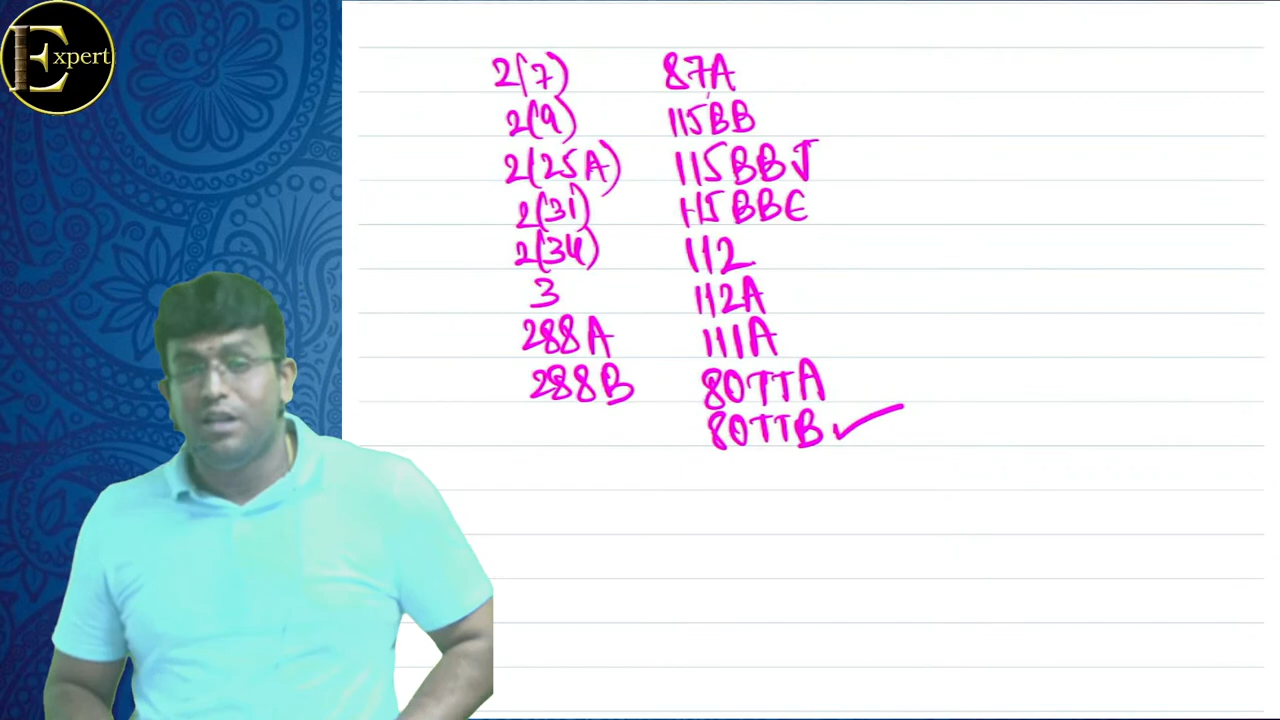 Expert
2(7) 87A
2(9) 115BB
2(25A) 115BBJ
2(31) 115BBE
2(34) 112
3 112A
288A 111A
288B 80TTA
80TTB ✓